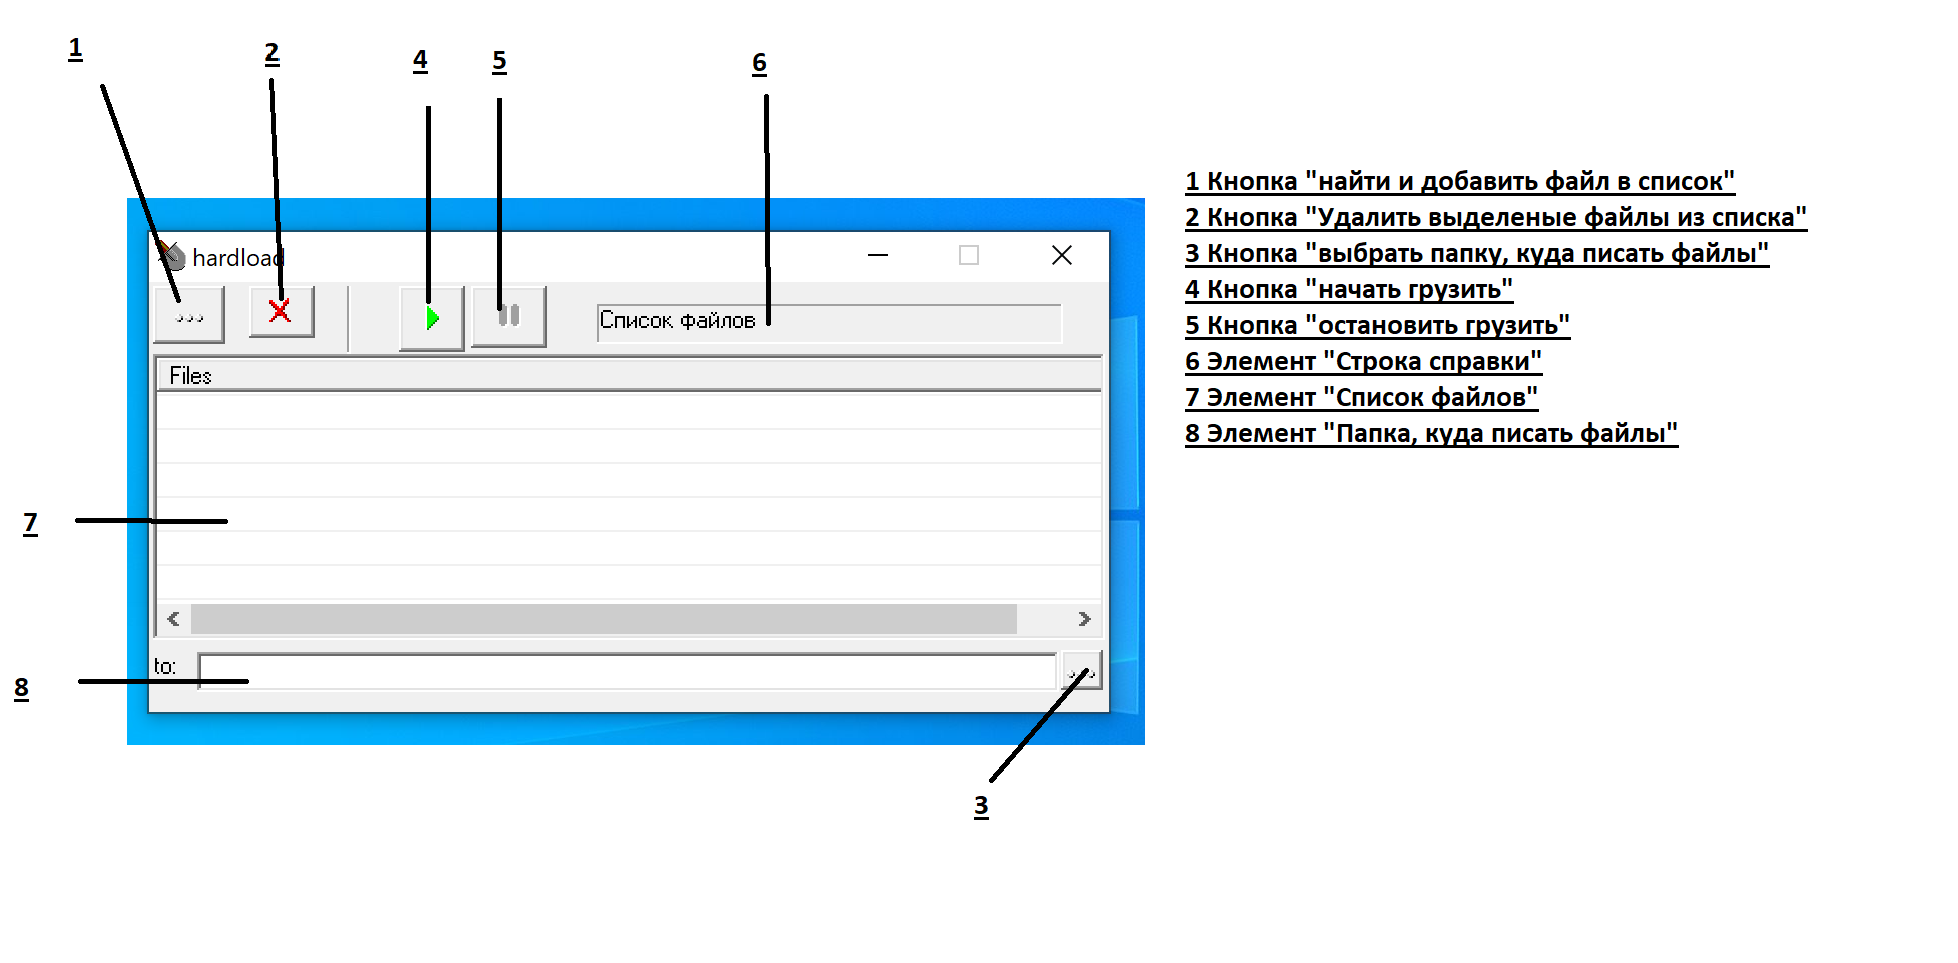 1
2
4
5
6
1 Кнопка "найти и добавить файл в список"
2 Кнопка "Удалить выделеные файлы из списка"
3 Кнопка "выбрать папку, куда писать файлы"
4 Кнопка "начать грузить"
5 Кнопка "остановить грузить"
6 Элемент "Строка справки"
7 Элемент "Список файлов"
8 Элемент "Папка, куда писать файлы"
hardload
...
Список файлов
Files
7
to:
...
8
3